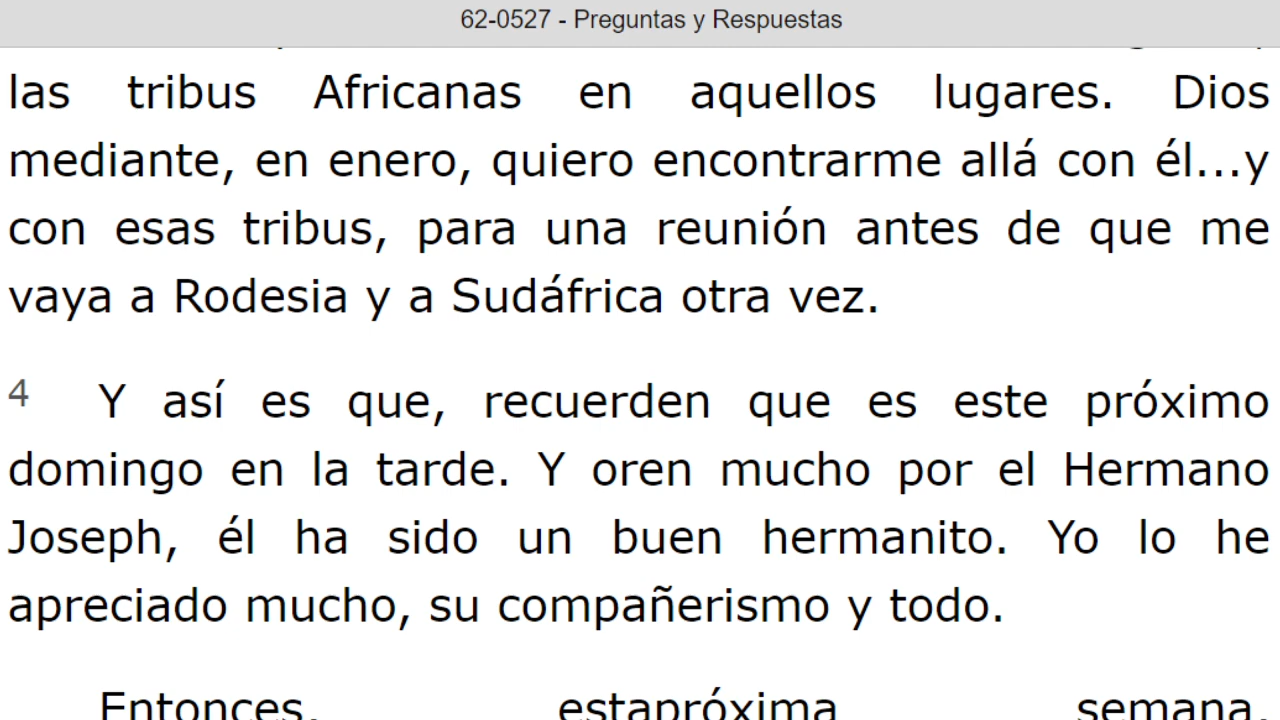 62-0527 - Preguntas y Respuestas
las tribus Africanas en aquellos lugares. Dios
mediante, en enero, quiero encontrarme allá con él...y
con esas tribus, para una reunión antes de que me
vaya a Rodesia y a Sudáfrica otra vez.
4 Y así es que, recuerden que es este próximo
domingo en la tarde. Y oren mucho por el Hermano
Joseph, él ha sido un buen hermanito. Yo lo he
apreciado mucho, su compañerismo y todo.
Entonces, estapróxima semana,